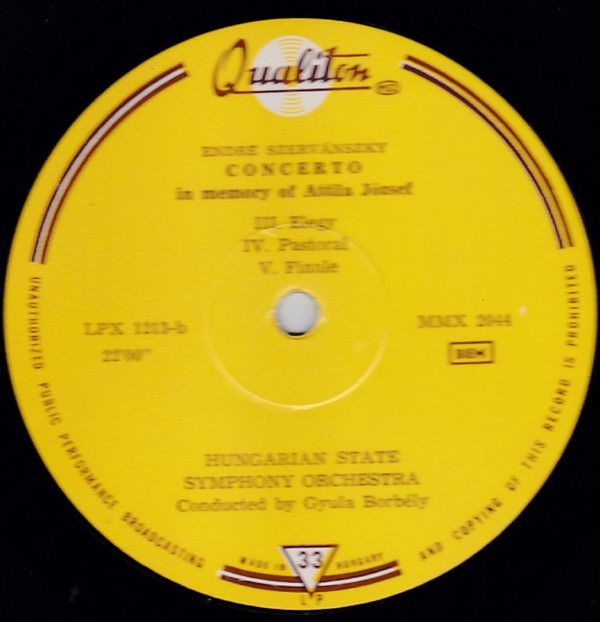 Qualiton
ENDRE SZERVÁNSZKY
CONCERTO
in memory of Attila József
III. Elegy
IV. Pastoral
V. Finale
LPX 1213-b
22'00"
MMX 2044
BIEM
HUNGARIAN STATE
SYMPHONY ORCHESTRA
Conducted by Gyula Borbély
UNAUTHORIZED PUBLIC PERFORMANCE BROADCASTING
AND COPYING OF THIS RECORD IS PROHIBITED
MADE IN HUNGARY
33
LP